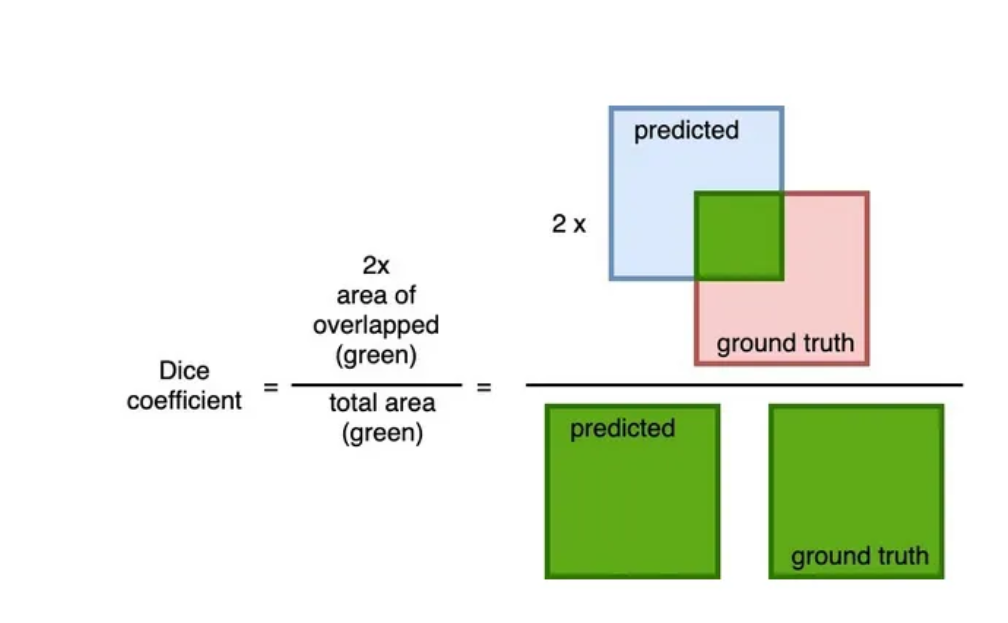 Dice
coefficient
=
2x
area of
overlapped
(green)
total area
(green)
=
2 x
predicted
ground truth
predicted
ground truth